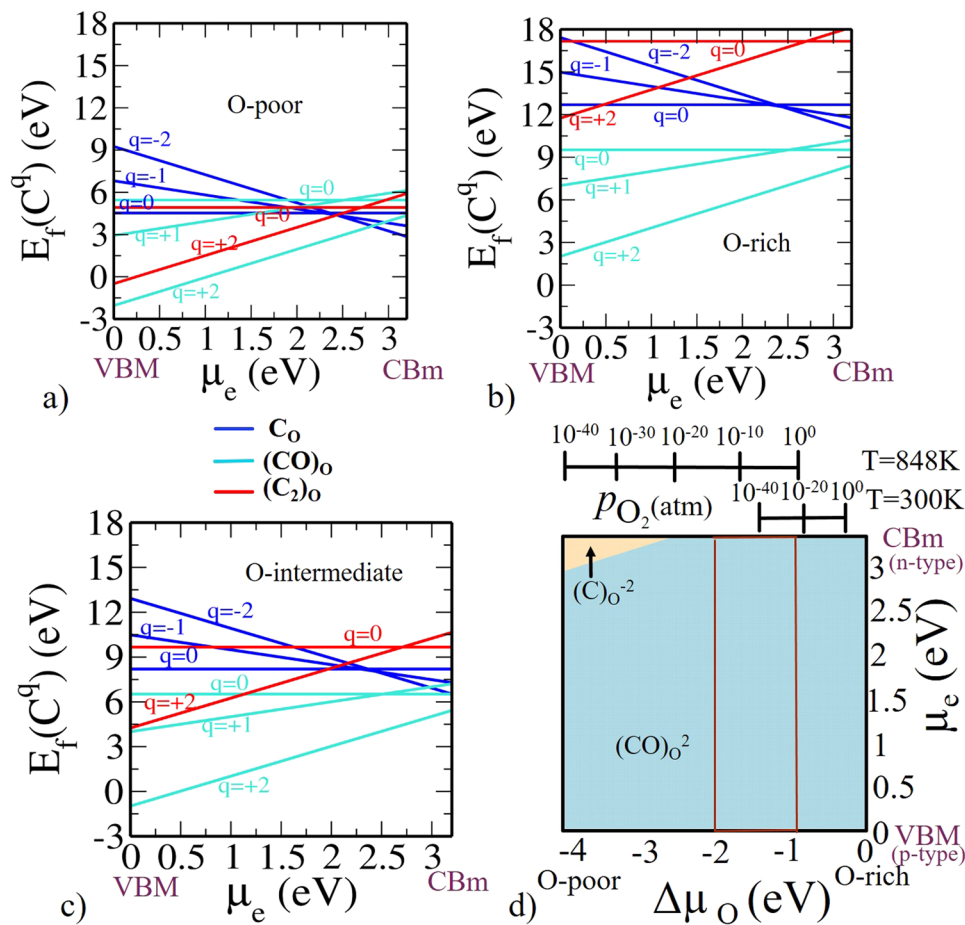 18
15
12
9
6
3
0
-3
E_f(C^q) (eV)
O-poor
q=-2
q=-1
q=0
q=0
q=0
q=+1
q=+2
q=+2
0 0.5 1 1.5 2 2.5 3
VBM
μ_e (eV)
CBm
a)
18
15
12
9
6
3
0
-3
E_f(C^q) (eV)
q=-2
q=0
q=-1
q=+2
q=0
q=0
q=+1
O-rich
q=+2
0 0.5 1 1.5 2 2.5 3
VBM
μ_e (eV)
CBm
b)
C_O
(CO)_O
(C_2)_O
18
15
12
9
6
3
0
-3
E_f(C^q) (eV)
O-intermediate
q=-2
q=-1
q=0
q=0
q=0
q=+2
q=+1
q=+2
0 0.5 1 1.5 2 2.5 3
VBM
μ_e (eV)
CBm
c)
10^-40 10^-30 10^-20 10^-10 10^0
T=848K
10^-40 10^-20 10^0
T=300K
p_O_2(atm)
CBm
(n-type)
(C)_O^-2
(CO)_O^2
3
2.5
2
1.5
1
0.5
0
μ_e (eV)
VBM
(p-type)
-4 -3 -2 -1 0
O-poor
O-rich
Δμ_O (eV)
d)